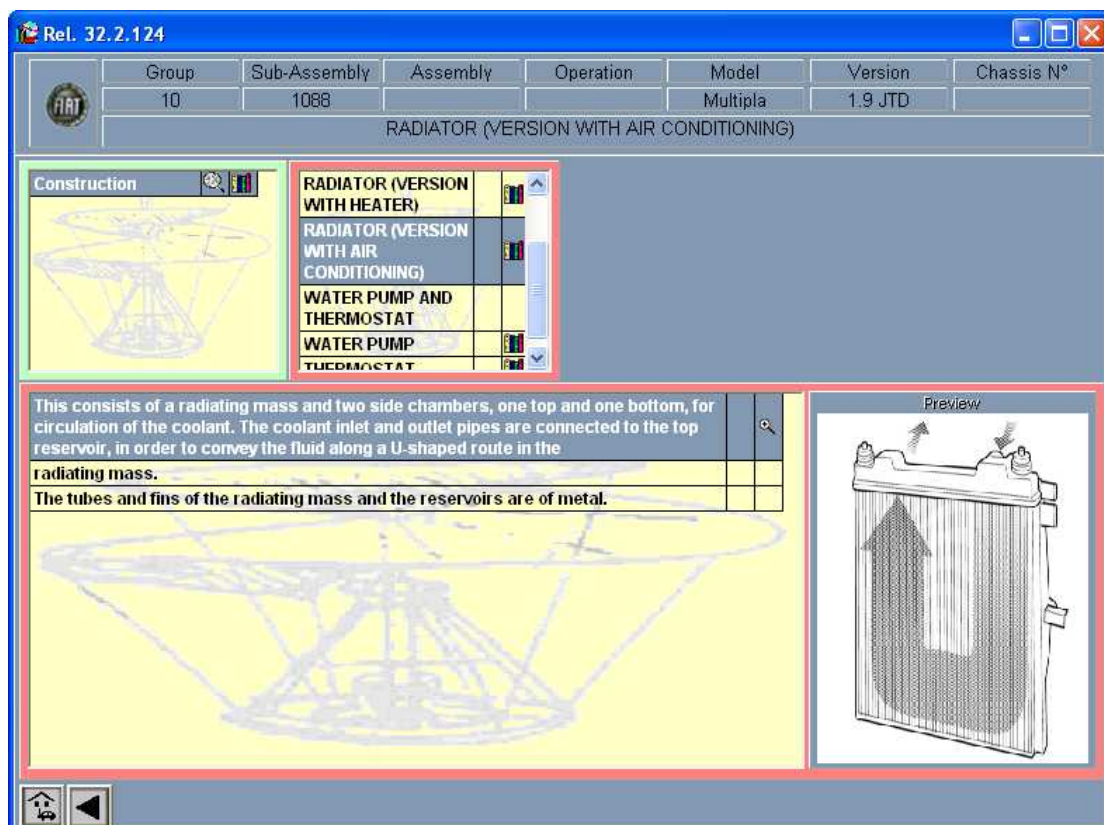 Rel. 32.2.124
Group Sub-Assembly Assembly Operation Model Version Chassis N°
FIAT
10 1088 Multipla 1.9 JTD
RADIATOR (VERSION WITH AIR CONDITIONING)
Construction
RADIATOR (VERSION
WITH HEATER)
RADIATOR (VERSION
WITH AIR
CONDITIONING)
WATER PUMP AND
THERMOSTAT
WATER PUMP
THERMOSTAT
This consists of a radiating mass and two side chambers, one top and one bottom, for
circulation of the coolant. The coolant inlet and outlet pipes are connected to the top
reservoir, in order to convey the fluid along a U-shaped route in the
radiating mass.
The tubes and fins of the radiating mass and the reservoirs are of metal.
Preview